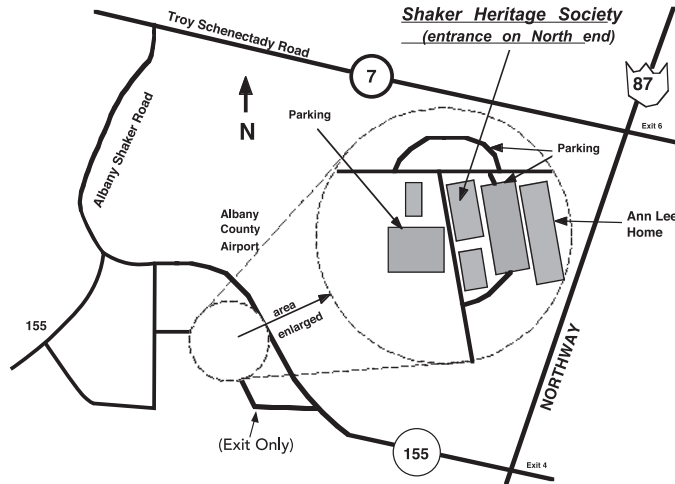 Shaker Heritage Society
(entrance on North end)
Troy Schenectady Road
7
87
Exit 6
N
Parking
Parking
Albany Shaker Road
Albany
County
Airport
Ann Lee
Home
area
enlarged
155
NORTHWAY
(Exit Only)
155
Exit 4